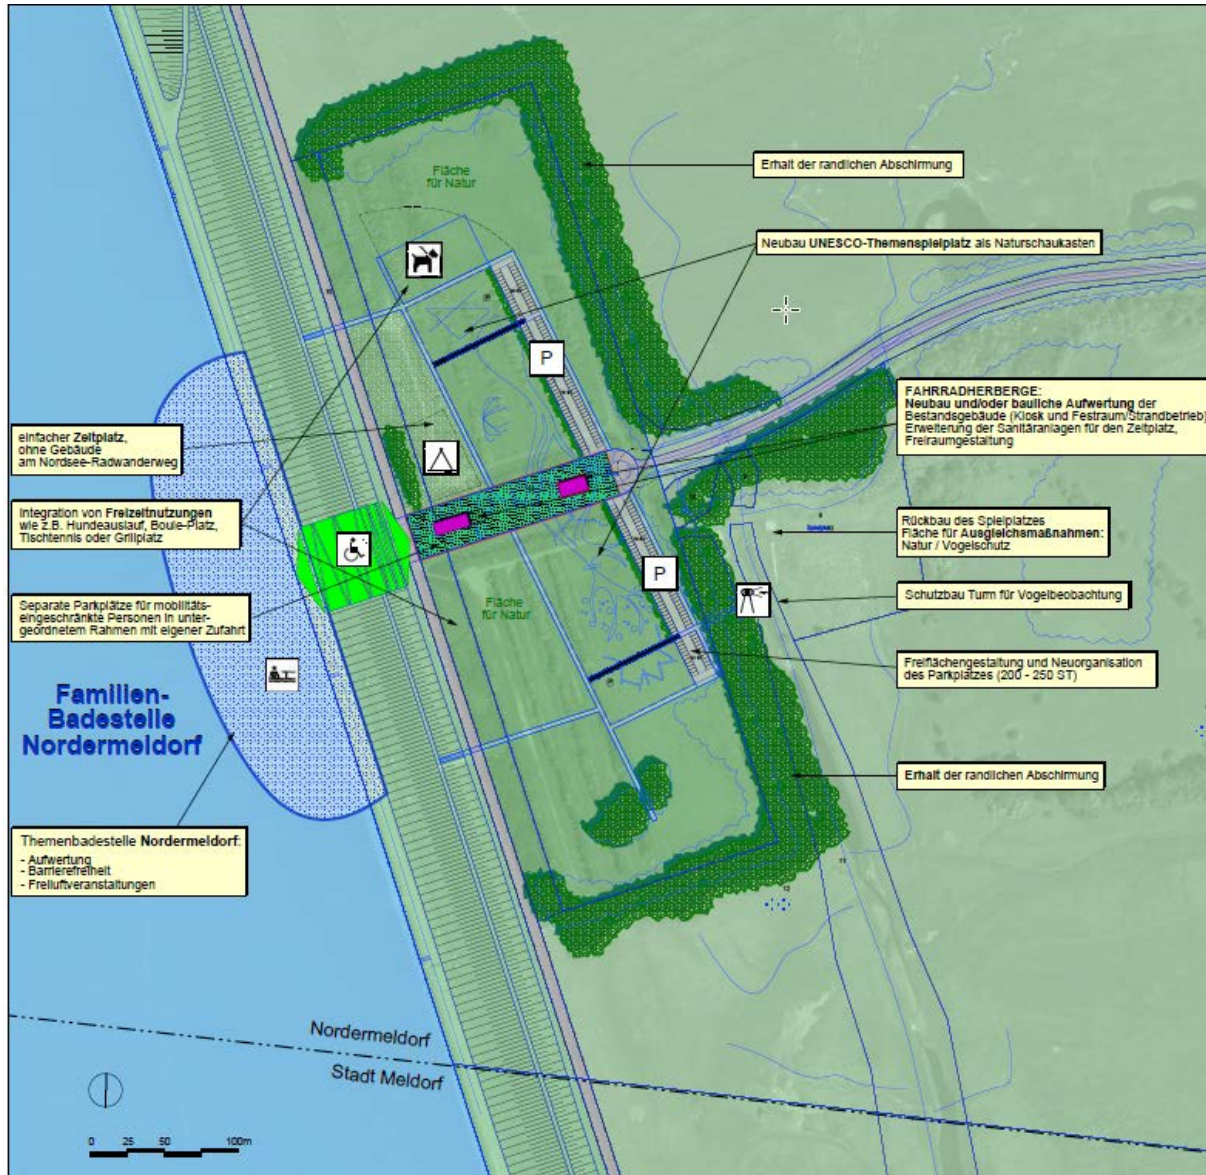 Fläche
für Natur
Erhalt der randlichen Abschirmung
Neubau UNESCO-Themenspielplatz als Naturschaukasten
P
FAHRRADHERBERGE:
Neubau und/oder bauliche Aufwertung der
Bestandsgebäude (Kiosk und Festraum/Strandbetrieb)
Erweiterung der Sanitäranlagen für den Zeltplatz,
Freiraumgestaltung
einfacher Zeltplatz,
ohne Gebäude
am Nordsee-Radwanderweg
Integration von Freizeitnutzungen
wie z.B. Hundeauslauf, Boule-Platz,
Tischtennis oder Grillplatz
Rückbau des Spielplatzes
Fläche für Ausgleichsmaßnahmen:
Natur / Vogelschutz
P
Schutzbau Turm für Vogelbeobachtung
Separate Parkplätze für mobilitäts-
eingeschränkte Personen in unter-
geordnetem Rahmen mit eigener Zufahrt
Fläche
für Natur
Freiflächengestaltung und Neuorganisation
des Parkplatzes (200 - 250 ST)
Familien-
Badestelle
Nordermeldorf
Erhalt der randlichen Abschirmung
Themenbadestelle Nordermeldorf:
- Aufwertung
- Barrierefreiheit
- Freiluftveranstaltungen
11
12
Nordermeldorf
Stadt Meldorf
0 25 50 100m